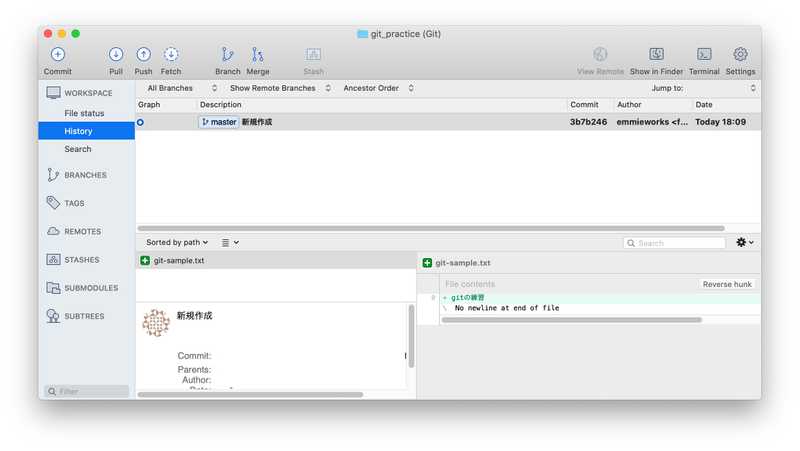 git_practice (Git)
Commit Pull Push Fetch Branch Merge Stash View Remote Show in Finder Terminal Settings
WORKSPACE
File status
History
Search
BRANCHES
TAGS
REMOTES
STASHES
SUBMODULES
SUBTREES
Filter
All Branches Show Remote Branches Ancestor Order Jump to:
Graph Description Commit Author Date
master 新規作成 3b7b246 emmieworks <f... Today 18:09
Sorted by path
Search
git-sample.txt
新規作成
Commit:
Parents:
Author:
git-sample.txt
File contents Reverse hunk
+ gitの練習
\ No newline at end of file